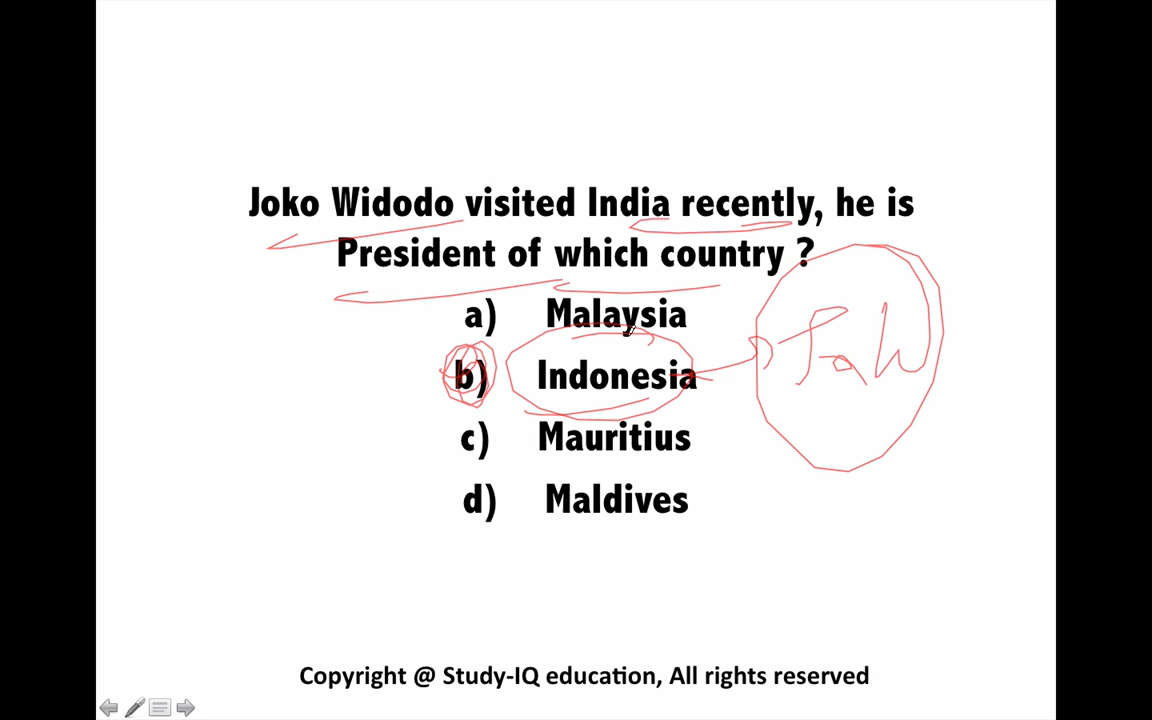 Joko Widodo visited India recently, he is
President of which country ?
a) Malaysia
b) Indonesia
c) Mauritius
d) Maldives
Copyright @ Study-IQ education, All rights reserved